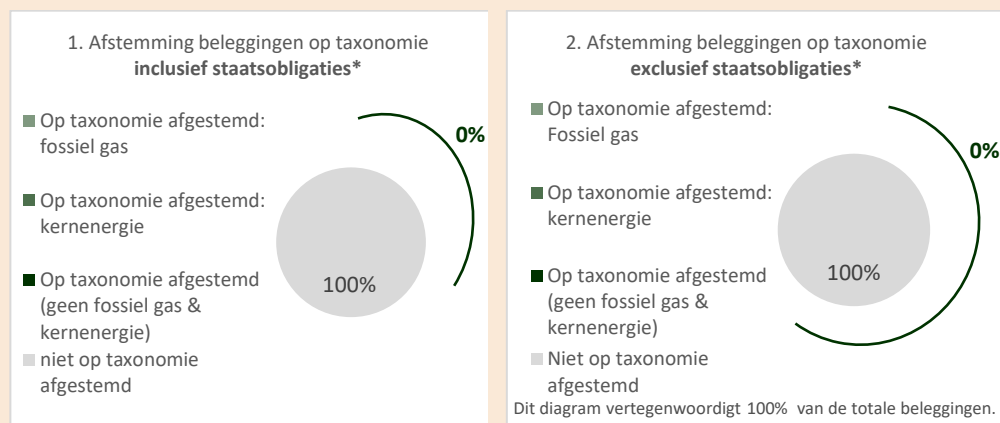 1. Afstemming beleggingen op taxonomie
inclusief staatsobligaties*
Op taxonomie afgestemd:
fossiel gas
Op taxonomie afgestemd:
kernenergie
Op taxonomie afgestemd
(geen fossiel gas &
kernenergie)
niet op taxonomie
afgestemd
0%
100%
2. Afstemming beleggingen op taxonomie
exclusief staatsobligaties*
Op taxonomie afgestemd:
Fossiel gas
Op taxonomie afgestemd:
kernenergie
Op taxonomie afgestemd
(geen fossiel gas &
kernenergie)
Niet op taxonomie
afgestemd
0%
100%
Dit diagram vertegenwoordigt 100% van de totale beleggingen.